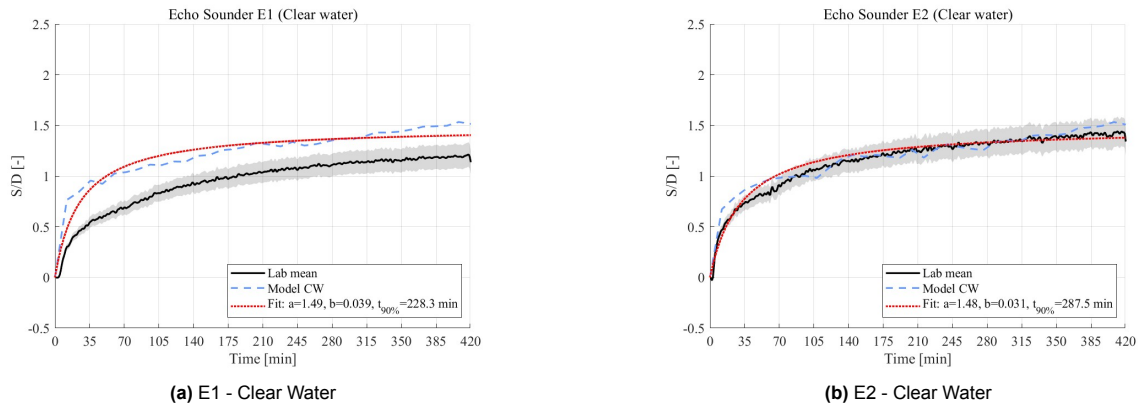 Echo Sounder E1 (Clear water)
2.5
2
1.5
1
0.5
0
-0.5
S/D [-]
Lab mean
Model CW
Fit: a=1.49, b=0.039, t90%=228.3 min
0 35 70 105 140 175 210 245 280 315 350 385 420
Time [min]
(a) E1 - Clear Water
Echo Sounder E2 (Clear water)
2.5
2
1.5
1
0.5
0
-0.5
S/D [-]
Lab mean
Model CW
Fit: a=1.48, b=0.031, t90%=287.5 min
0 35 70 105 140 175 210 245 280 315 350 385 420
Time [min]
(b) E2 - Clear Water